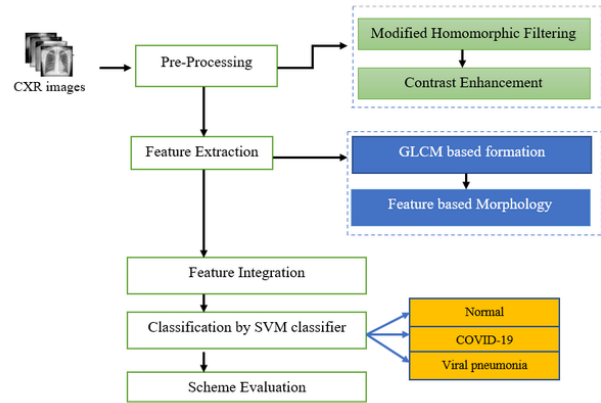 Modified Homomorphic Filtering
Pre-Processing
CXR images
Contrast Enhancement
Feature Extraction
GLCM based formation
Feature based Morphology
Feature Integration
Classification by SVM classifier
Normal
COVID-19
Viral pneumonia
Scheme Evaluation